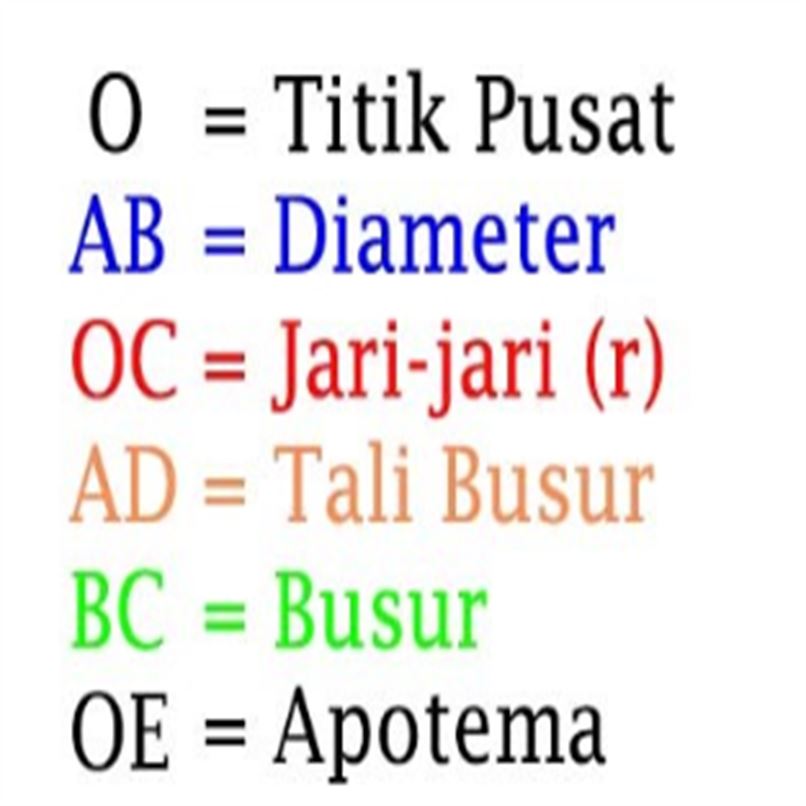 O = Titik Pusat
AB = Diameter
OC = Jari-jari (r)
AD = Tali Busur
BC = Busur
OE = Apotema